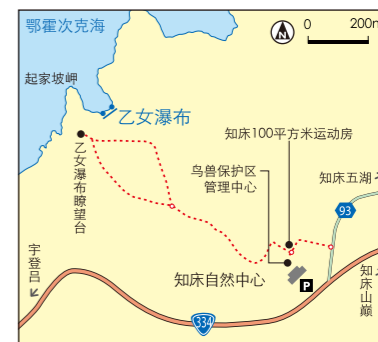 鄂霍次克海
N
0
200m
起家坡岬
乙女瀑布
知床100平方米运动房
乙女瀑布瞭望台
鸟兽保护区
管理中心
知床五湖
93
宇登吕
知床自然中心
P
知床山巅
334